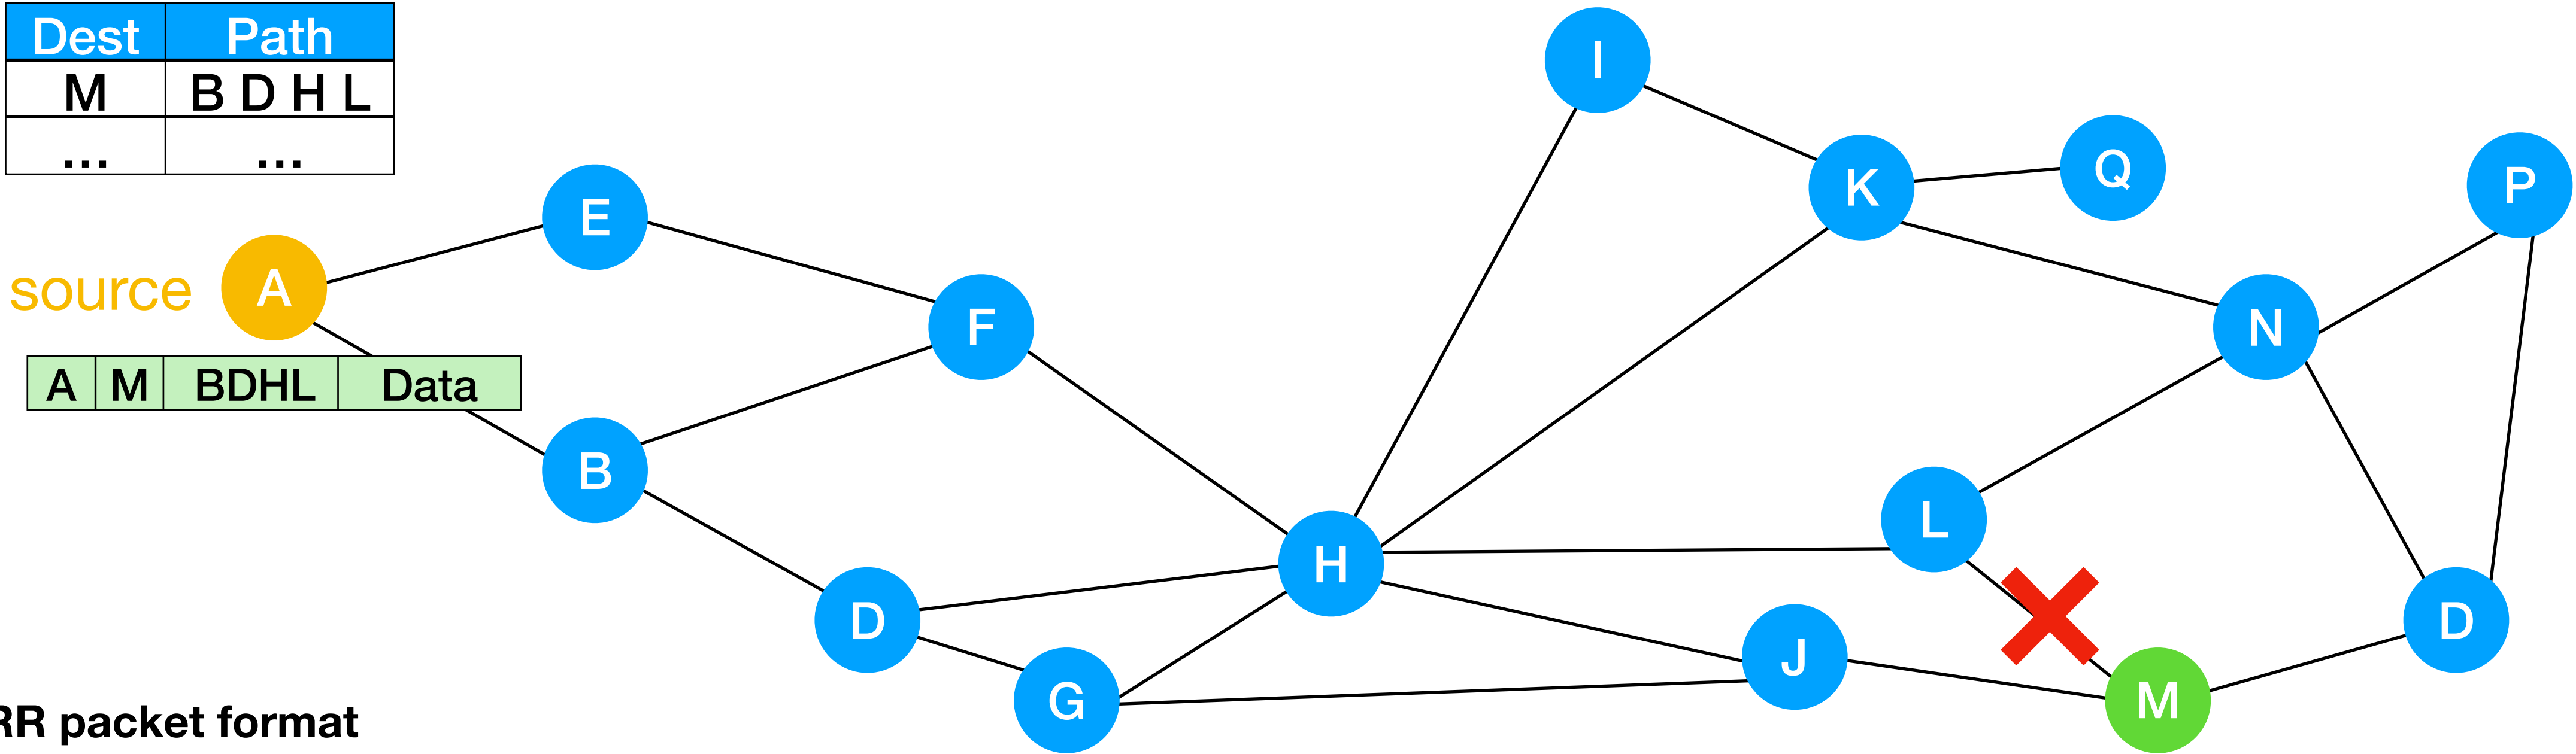 Dest Path
M B D H L
... ...
I
Q
K
P
E
source A
F
N
A M BDHL Data
B
L
H
D
D
J
G
M
RR packet format